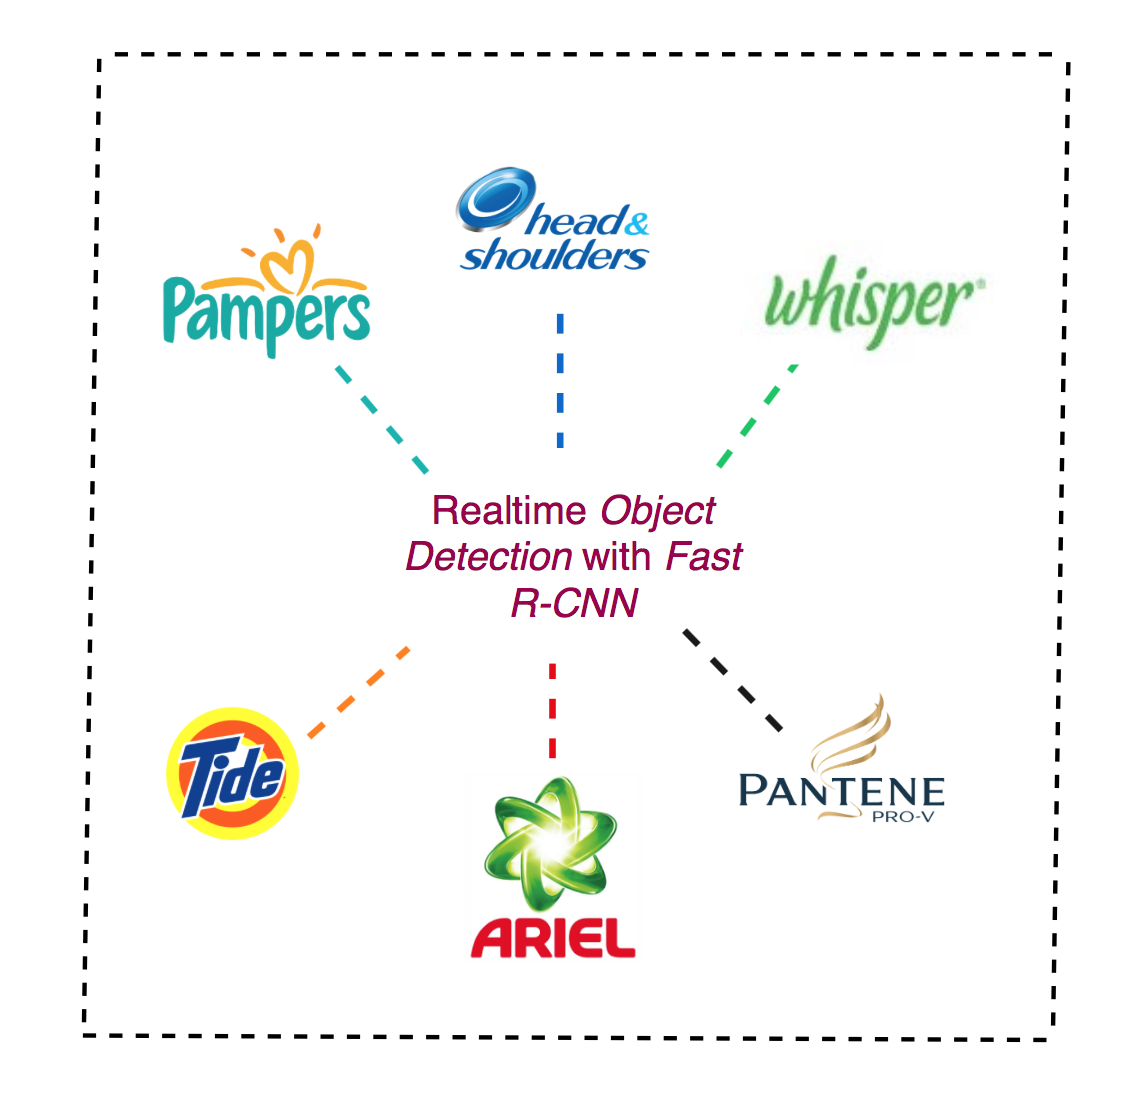 head&
shoulders
Pampers
whisper®
Realtime Object
Detection with Fast
R-CNN
Tide
PANTENE
PRO-V
ARIEL